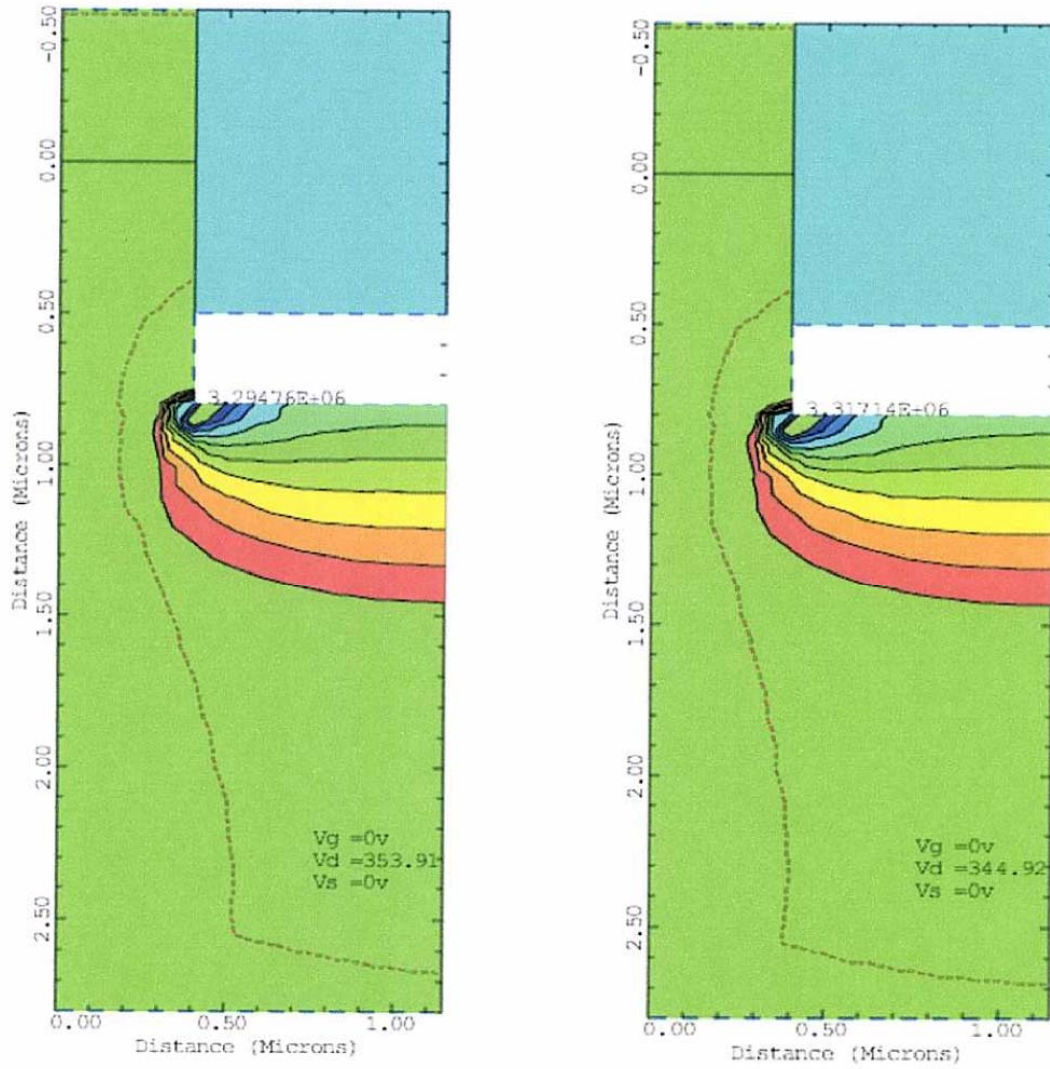 -0.50
0.00
0.50
1.00
1.50
2.00
2.50
Distance (Microns)
3.29476E+06
Vg =0v
Vd =353.91
Vs =0v
0.00
0.50
1.00
Distance (Microns)
-0.50
0.00
0.50
1.00
1.50
2.00
2.50
Distance (Microns)
3.31714E+06
Vg =0v
Vd =344.92
Vs =0v
0.00
0.50
1.00
Distance (Microns)